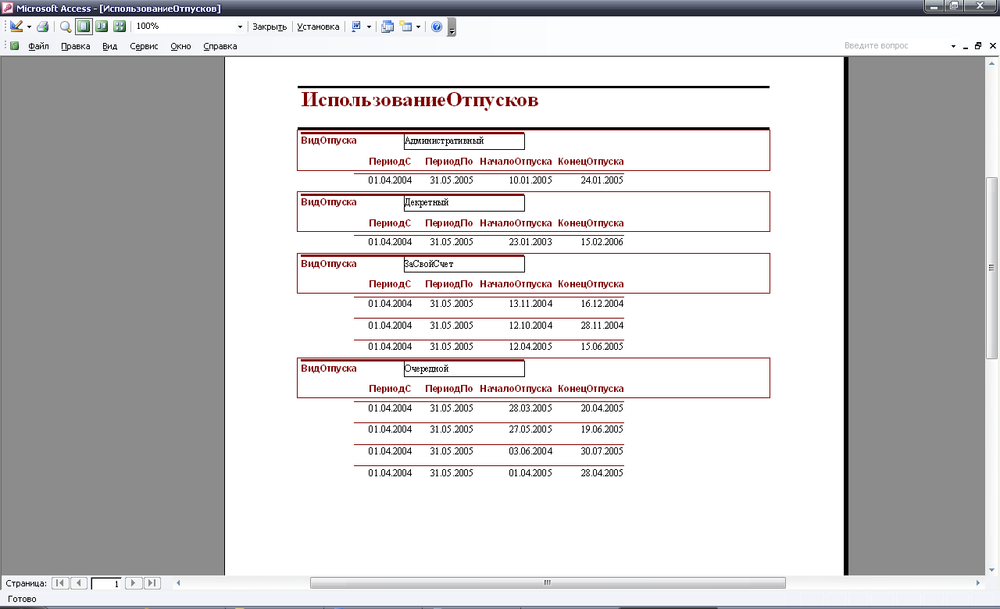 Microsoft Access - [ИспользованиеОтпусков]
100% Закрыть Установка
Файл Правка Вид Сервис Окно Справка Введите вопрос
ИспользованиеОтпусков
ВидОтпуска Административный
ПериодС ПериодПо НачалоОтпуска КонецОтпуска
01.04.2004 31.05.2005 10.01.2005 24.01.2005
ВидОтпуска Декретный
ПериодС ПериодПо НачалоОтпуска КонецОтпуска
01.04.2004 31.05.2005 23.01.2003 15.02.2006
ВидОтпуска ЗаСвойСчет
ПериодС ПериодПо НачалоОтпуска КонецОтпуска
01.04.2004 31.05.2005 13.11.2004 16.12.2004
01.04.2004 31.05.2005 12.10.2004 28.11.2004
01.04.2004 31.05.2005 12.04.2005 15.06.2005
ВидОтпуска Очередной
ПериодС ПериодПо НачалоОтпуска КонецОтпуска
01.04.2004 31.05.2005 28.03.2005 20.04.2005
01.04.2004 31.05.2005 27.05.2005 19.06.2005
01.04.2004 31.05.2005 03.06.2004 30.07.2005
01.04.2004 31.05.2005 01.04.2005 28.04.2005
Страница: 1
Готово